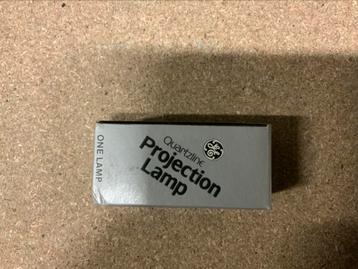 ONE LAMP
Quartzline
Projection
Lamp